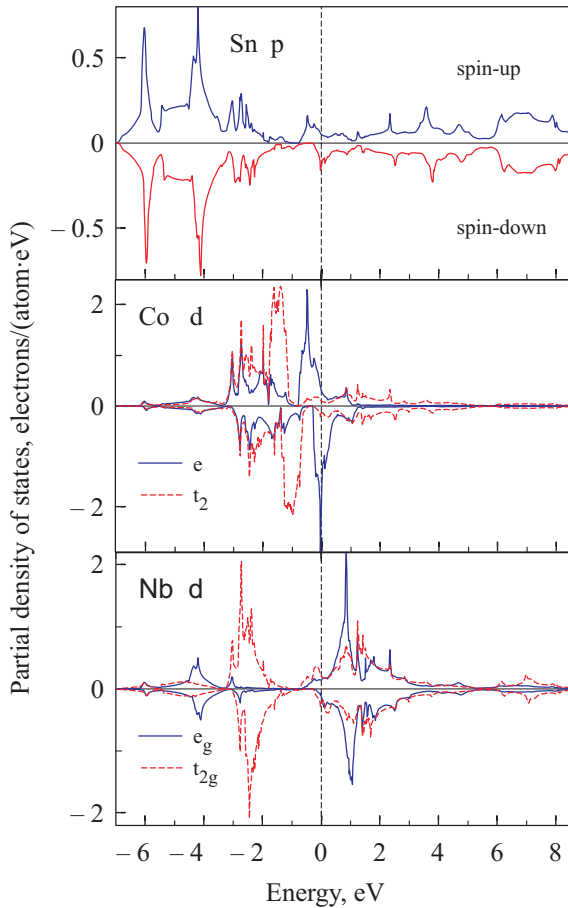 Partial density of states, electrons/(atom·eV)
Sn p
0.5
spin-up
0
– 0.5
spin-down
Co d
2
0
e
t2
– 2
Nb d
2
0
eg
t2g
– 2
– 6 – 4 – 2 0 2 4 6 8
Energy, eV